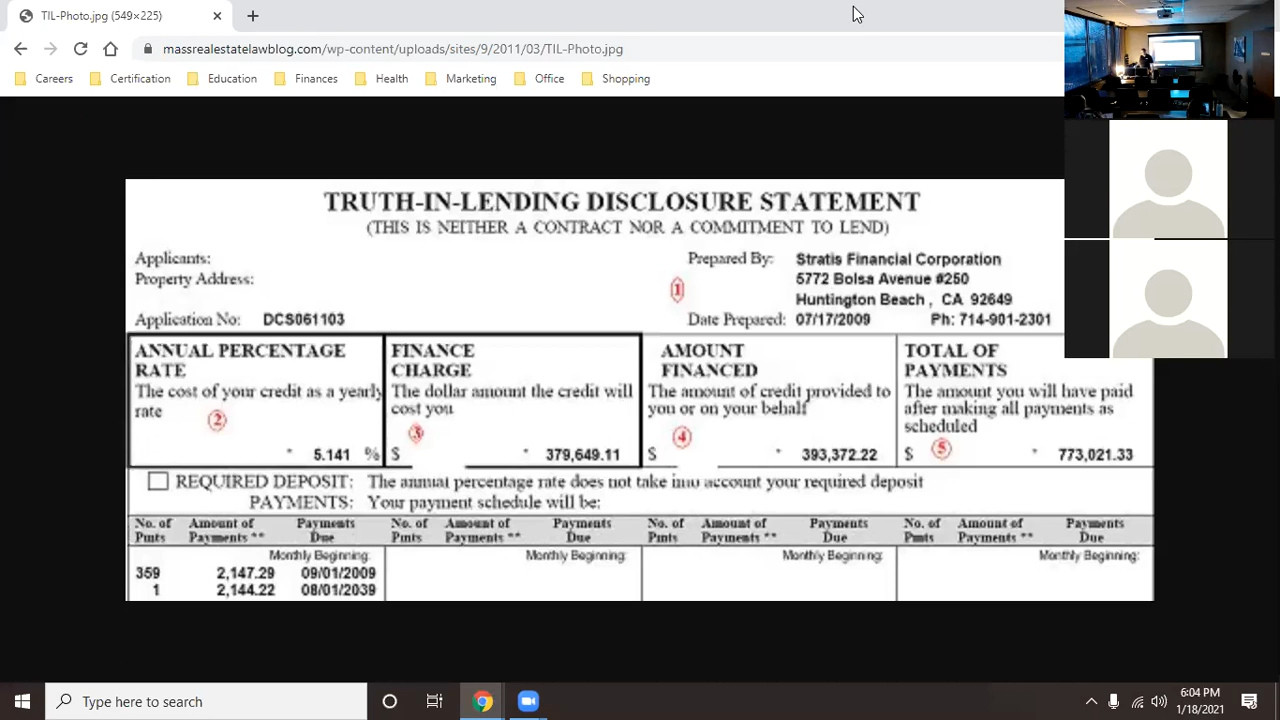 TIL-Photo.jpg (549×225)
massrealestatelawblog.com/wp-content/uploads/sites/9/2011/03/TIL-Photo.jpg
Careers Certification Education Finances Health Marketing Office Shopping
TRUTH-IN-LENDING DISCLOSURE STATEMENT
(THIS IS NEITHER A CONTRACT NOR A COMMITMENT TO LEND)
Applicants: Prepared By: Stratis Financial Corporation
Property Address: 5772 Bolsa Avenue #250
1 Huntington Beach , CA 92649
Application No: DCS061103 Date Prepared: 07/17/2009 Ph: 714-901-2301
ANNUAL PERCENTAGE
RATE
The cost of your credit as a yearly
rate
2
* 5.141 %
FINANCE
CHARGE
The dollar amount the credit will
cost you
3
$ * 379,649.11
AMOUNT
FINANCED
The amount of credit provided to
you or on your behalf
4
$ * 393,372.22
TOTAL OF
PAYMENTS
The amount you will have paid
after making all payments as
scheduled
5
$ * 773,021.33
REQUIRED DEPOSIT: The annual percentage rate does not take into account your required deposit
PAYMENTS: Your payment schedule will be:
No. of Amount of Payments No. of Amount of Payments No. of Amount of Payments No. of Amount of Payments
Pmts Payments ** Due Pmts Payments ** Due Pmts Payments ** Due Pmts Payments ** Due
Monthly Beginning: Monthly Beginning: Monthly Beginning: Monthly Beginning:
359 2,147.29 09/01/2009
1 2,144.22 08/01/2039
Type here to search
6:04 PM
1/18/2021